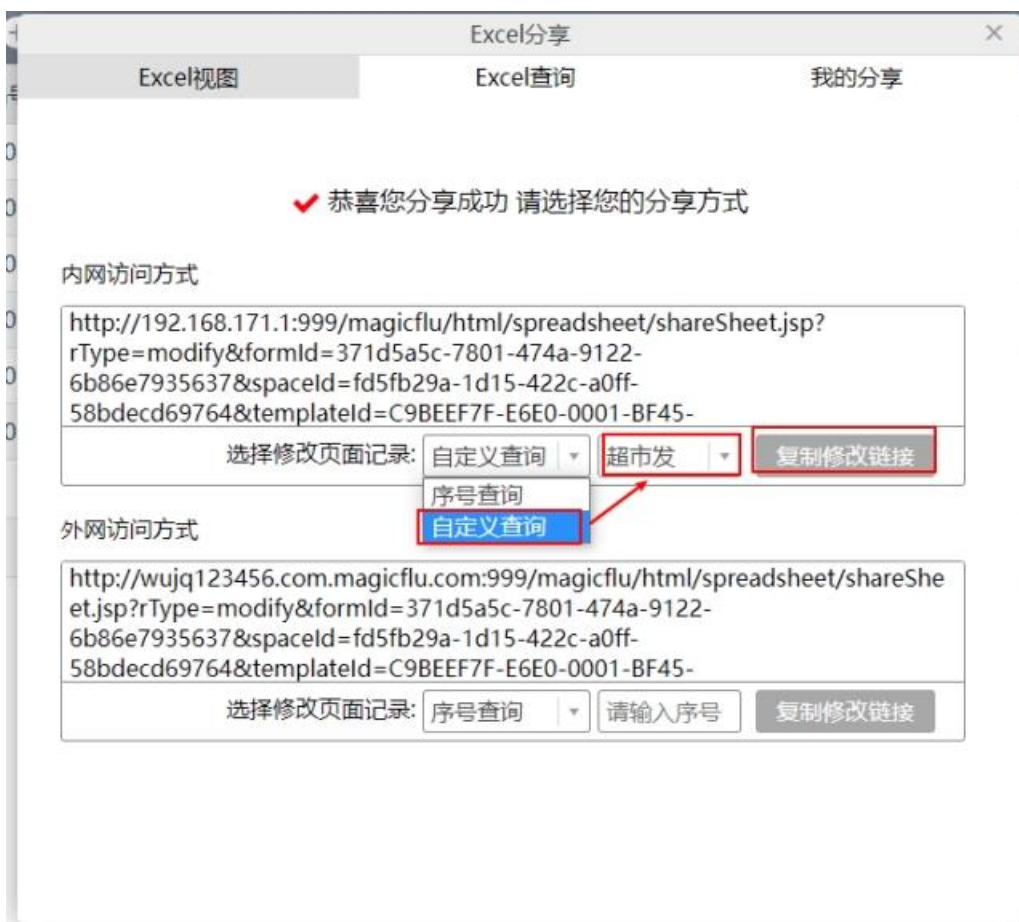 Excel分享
Excel视图 Excel查询 我的分享
恭喜您分享成功 请选择您的分享方式
内网访问方式
http://192.168.171.1:999/magicflu/html/spreadsheet/shareSheet.jsp?
rType=modify&formId=371d5a5c-7801-474a-9122-
6b86e7935637&spaceId=fd5fb29a-1d15-422c-a0ff-
58bdecd69764&templateId=C9BEEF7F-E6E0-0001-BF45-
选择修改页面记录: 自定义查询 超市发 复制修改链接
序号查询
自定义查询
外网访问方式
http://wujq123456.com.magicflu.com:999/magicflu/html/spreadsheet/shareShe
et.jsp?rType=modify&formId=371d5a5c-7801-474a-9122-
6b86e7935637&spaceId=fd5fb29a-1d15-422c-a0ff-
58bdecd69764&templateId=C9BEEF7F-E6E0-0001-BF45-
选择修改页面记录: 序号查询 请输入序号 复制修改链接